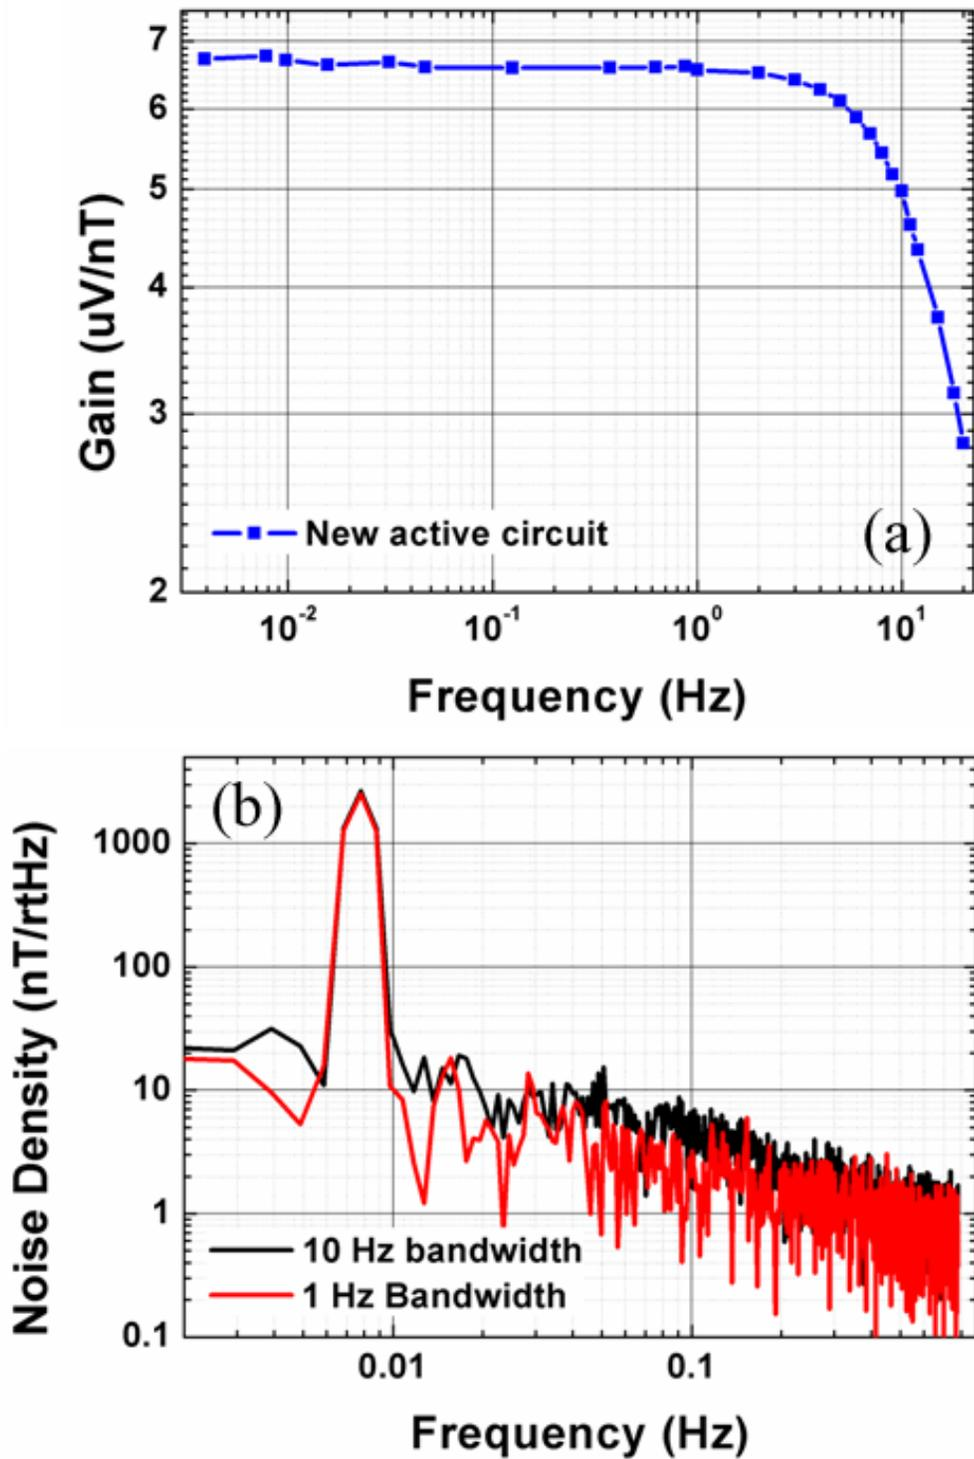 7
6
5
4
3
2
Gain (uV/nT)
New active circuit
(a)
10⁻² 10⁻¹ 10⁰ 10¹
Frequency (Hz)
(b)
1000
100
10
1
0.1
Noise Density (nT/rtHz)
10 Hz bandwidth
1 Hz Bandwidth
0.01 0.1
Frequency (Hz)